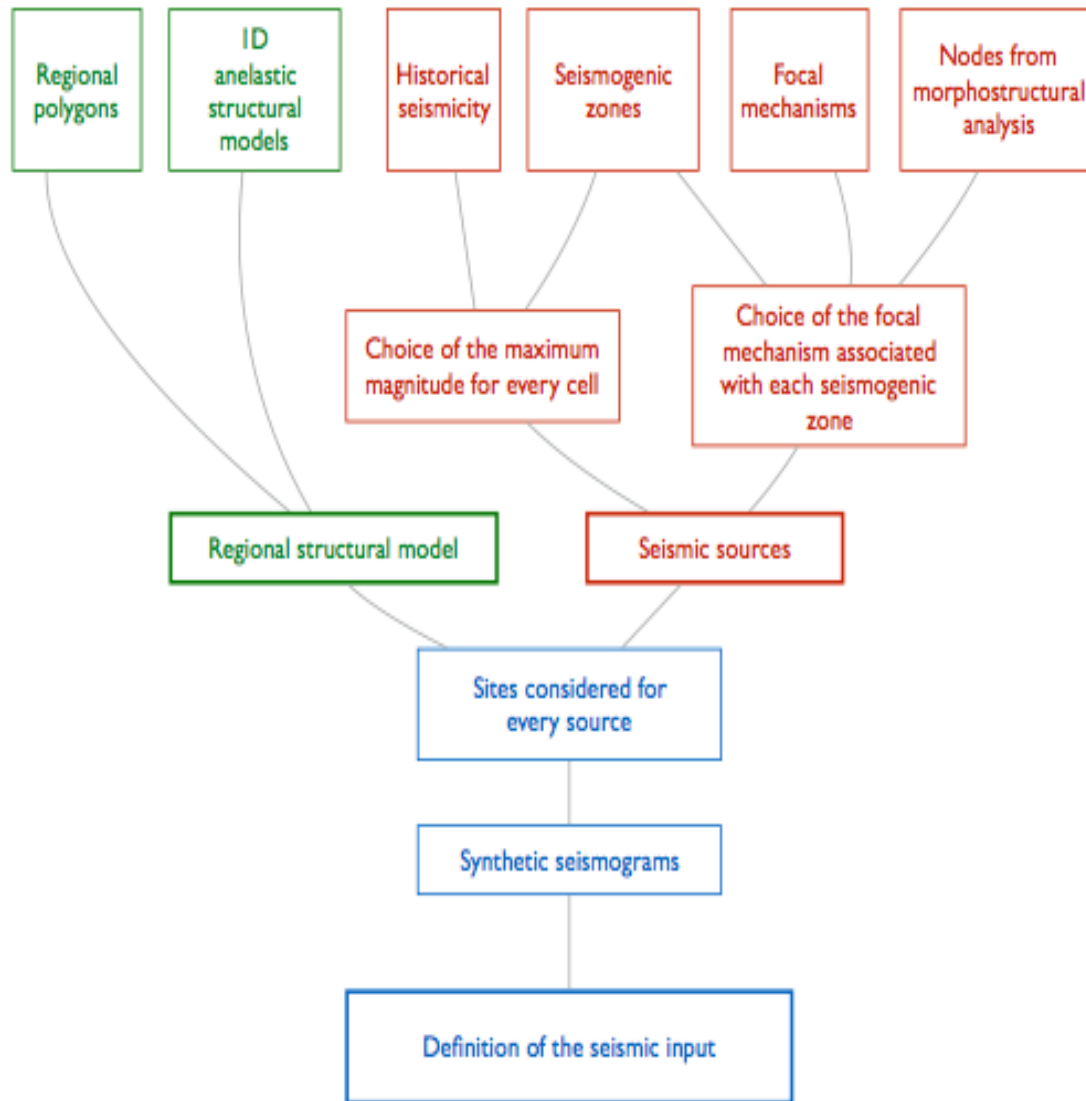 Regional
polygons
1D
anelastic
structural
models
Historical
seismicity
Seismogenic
zones
Focal
mechanisms
Nodes from
morphostructural
analysis
Choice of the maximum
magnitude for every cell
Choice of the focal
mechanism associated
with each seismogenic
zone
Regional structural model
Seismic sources
Sites considered for
every source
Synthetic seismograms
Definition of the seismic input